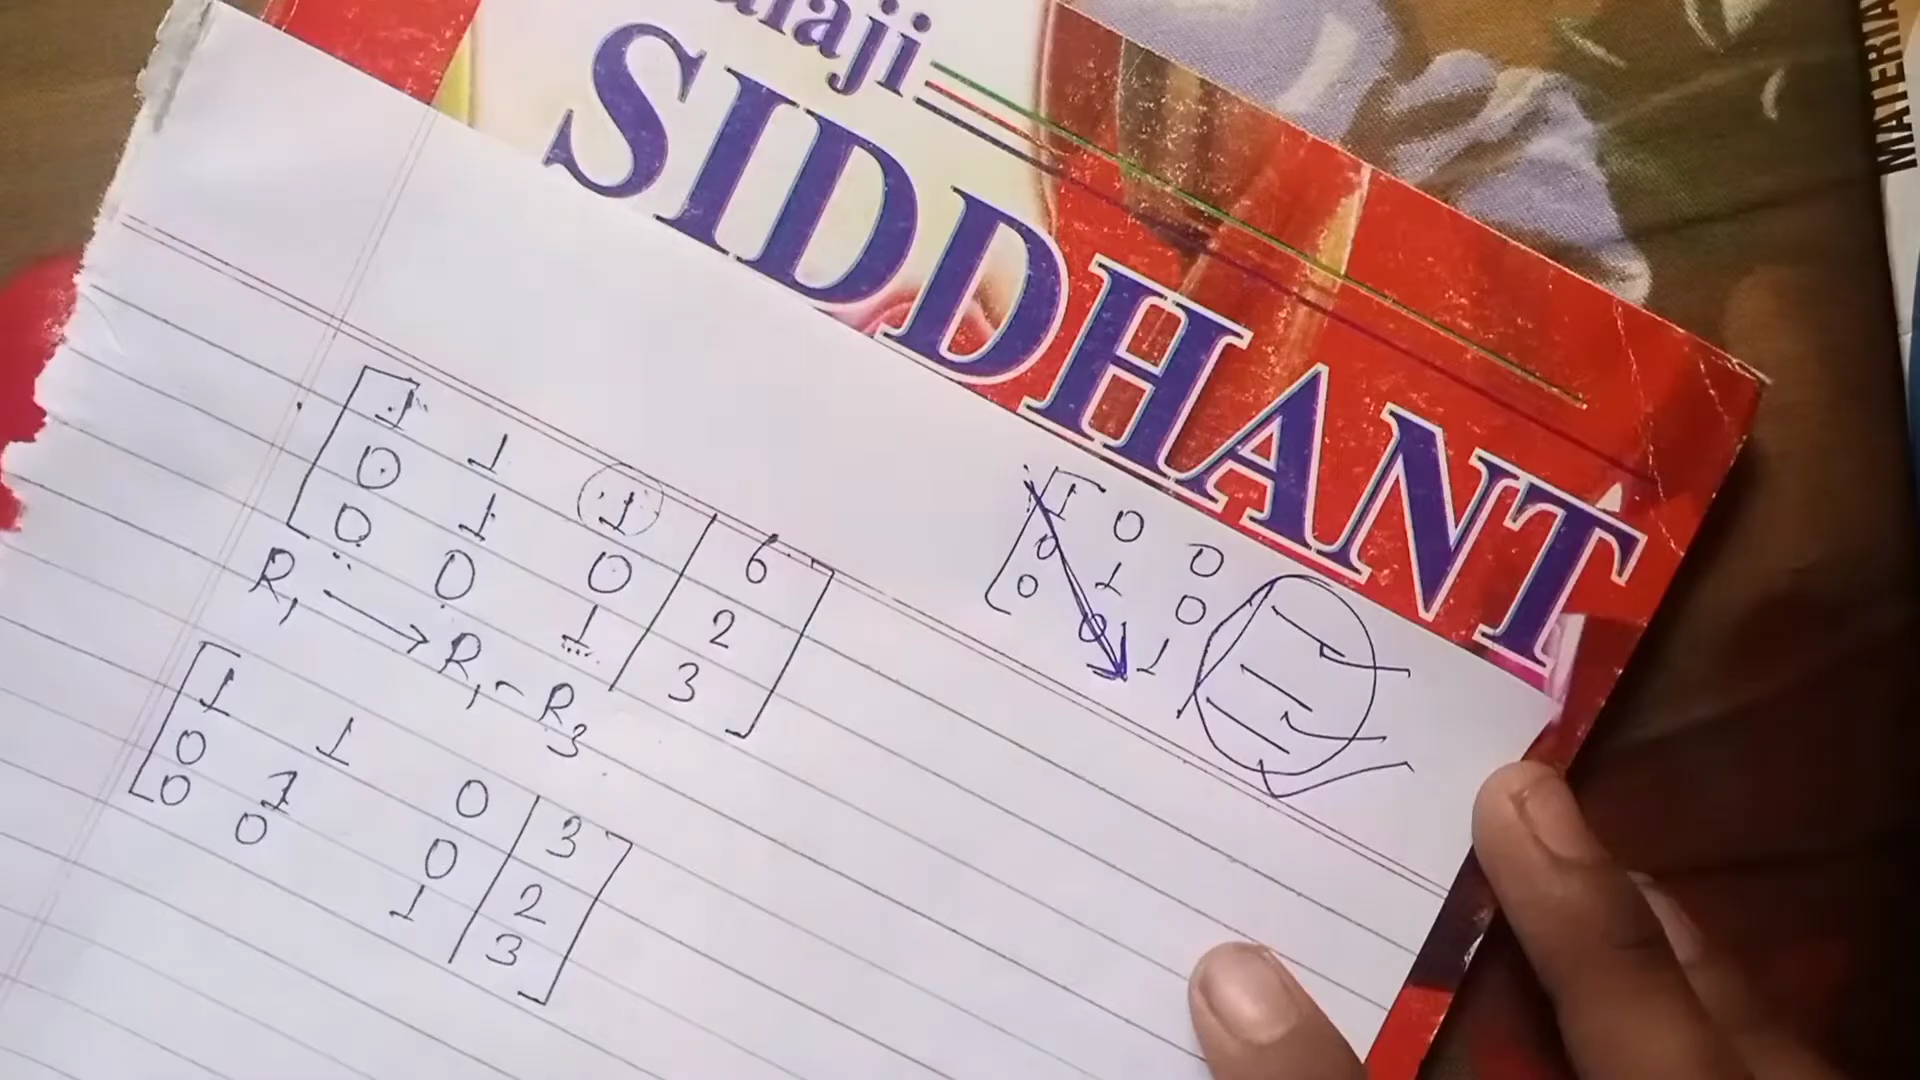 SIDDHANT
MATERIA
1 1 1 | 6
0 1 0 | 2
0 0 1 | 3
R₁ → R₁ - R₃
1 1 0 | 3
0 1 0 | 2
0 0 1 | 3
1 0 0
0 1 0
0 0 1